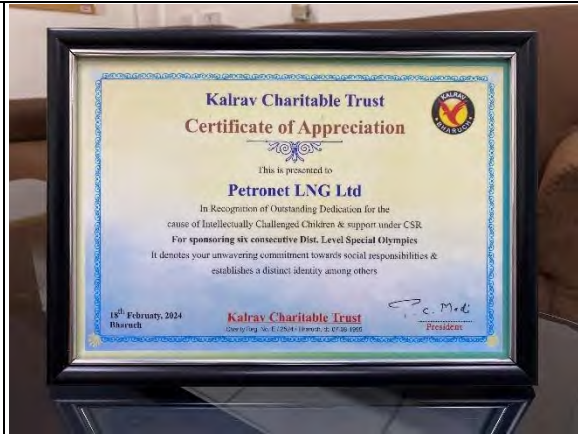 Kalrav Charitable Trust
KALRAV
BHARUCH
Certificate of Appreciation
This is presented to
Petronet LNG Ltd
In Recognition of Outstanding Dedication for the
cause of Intellectually Challenged Children & support under CSR
For sponsoring six consecutive Dist. Level Special Olympics
It denotes your unwavering commitment towards social responsibilities &
establishes a distinct identity among others
18th February, 2024
Bharuch
Kalrav Charitable Trust
C. Modi
President